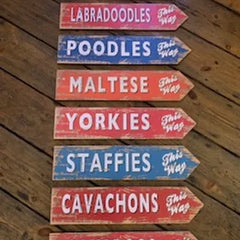 LABRADOODLES This Way
POODLES This Way
MALTESE This Way
YORKIES This Way
STAFFIES This Way
CAVACHONS This Way